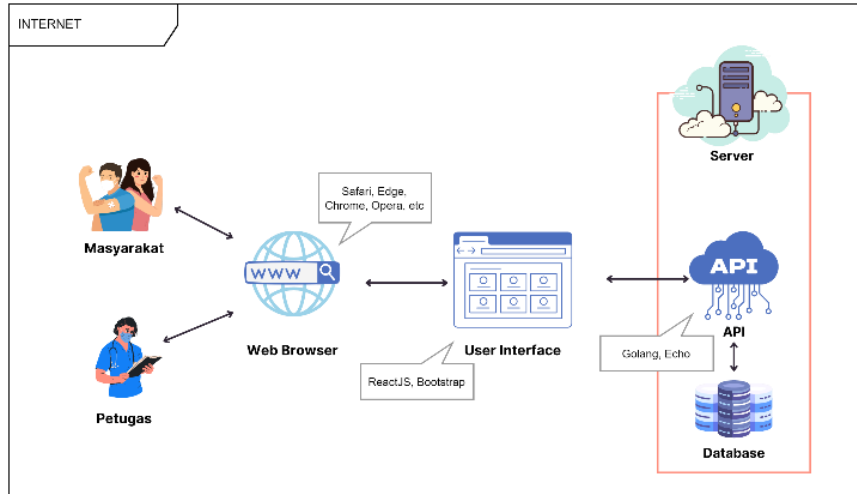 INTERNET
Server
Safari, Edge,
Chrome, Opera. etc
Masyarakat
www
API
API
Web Browser
User Interface
Golang, Echo
ReactJS, Bootstrap
Petugas
Database